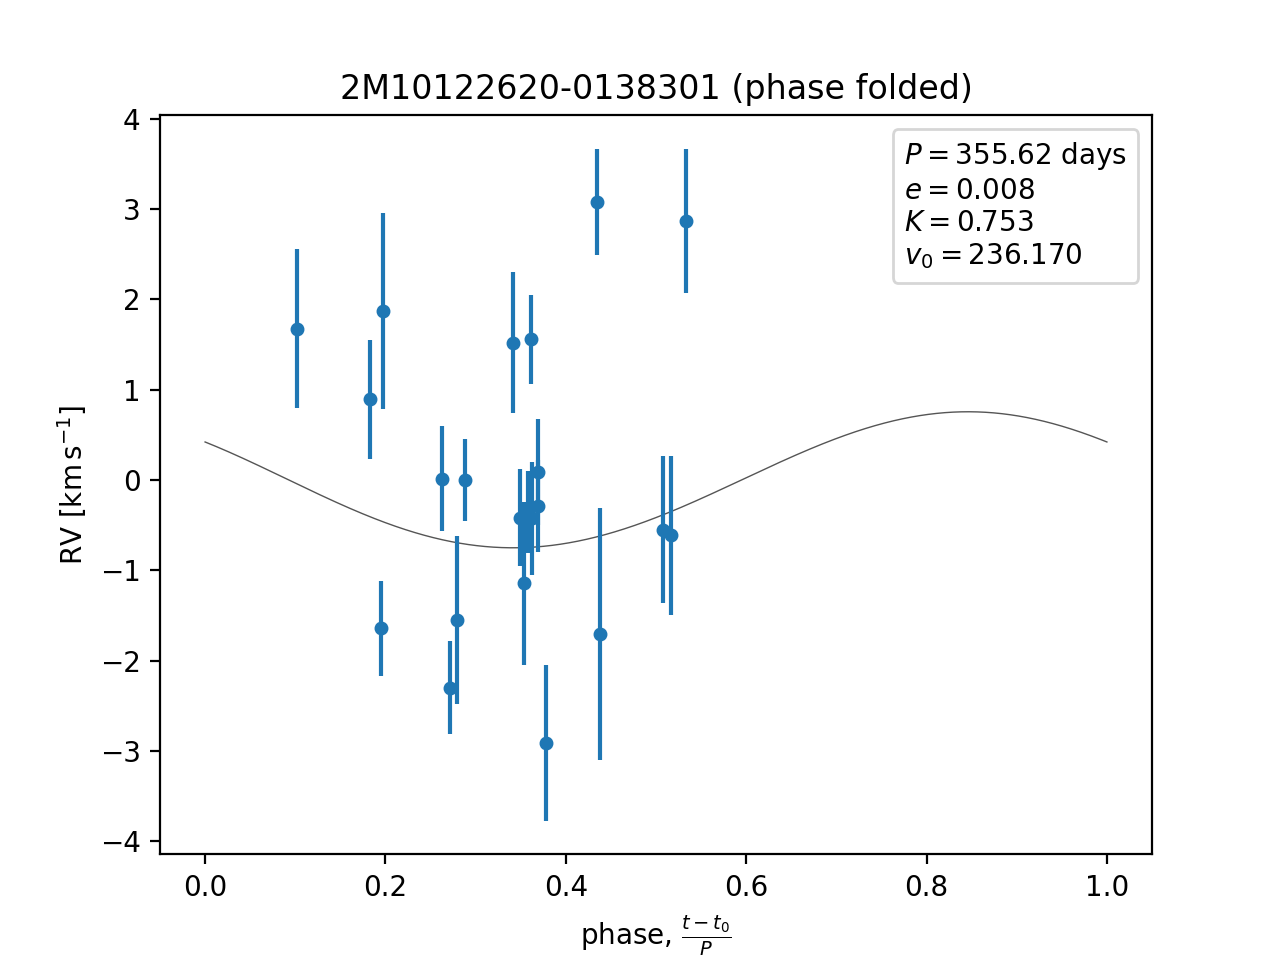 2M10122620-0138301 (phase folded)
P = 355.62 days
e = 0.008
K = 0.753
v₀ = 236.170
4
3
2
1
0
−1
−2
−3
−4
RV [km s⁻¹]
0.0 0.2 0.4 0.6 0.8 1.0
phase, (t − t₀)/P